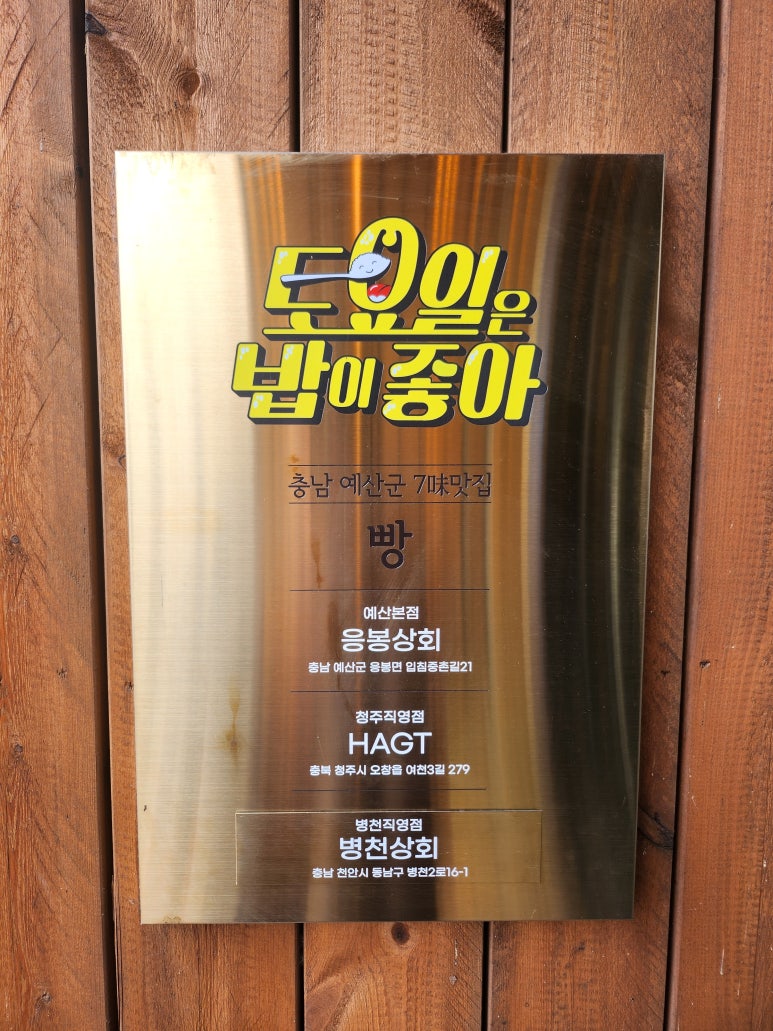 토요일은
밥이 좋아
충남 예산군 7味맛집
빵
예산본점
응봉상회
충남 예산군 응봉면 입침중촌길21
청주직영점
HAGT
충북 청주시 오창읍 여천3길 279
병천직영점
병천상회
충남 천안시 동남구 병천2로16-1